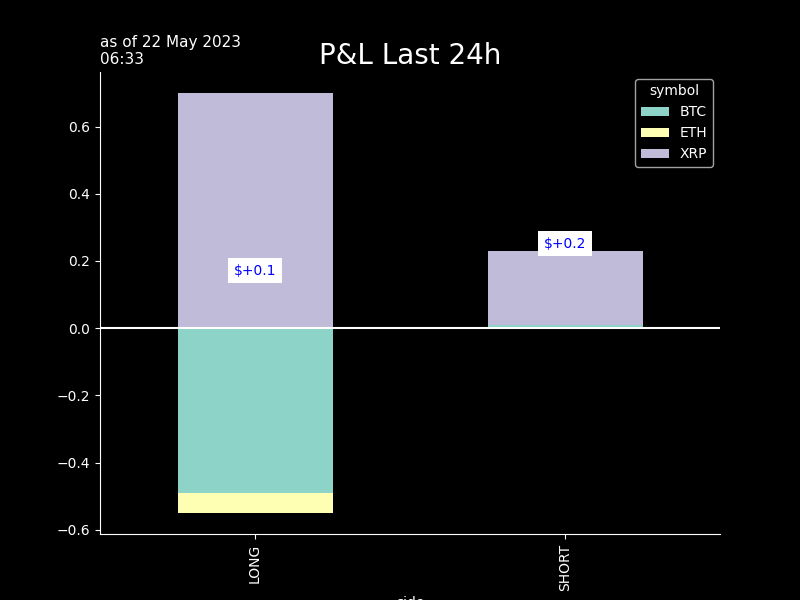 as of 22 May 2023
06:33
P&L Last 24h
symbol
BTC
ETH
XRP
0.6
0.4
0.2
0.0
−0.2
−0.4
−0.6
$+0.1
$+0.2
LONG
SHORT
side